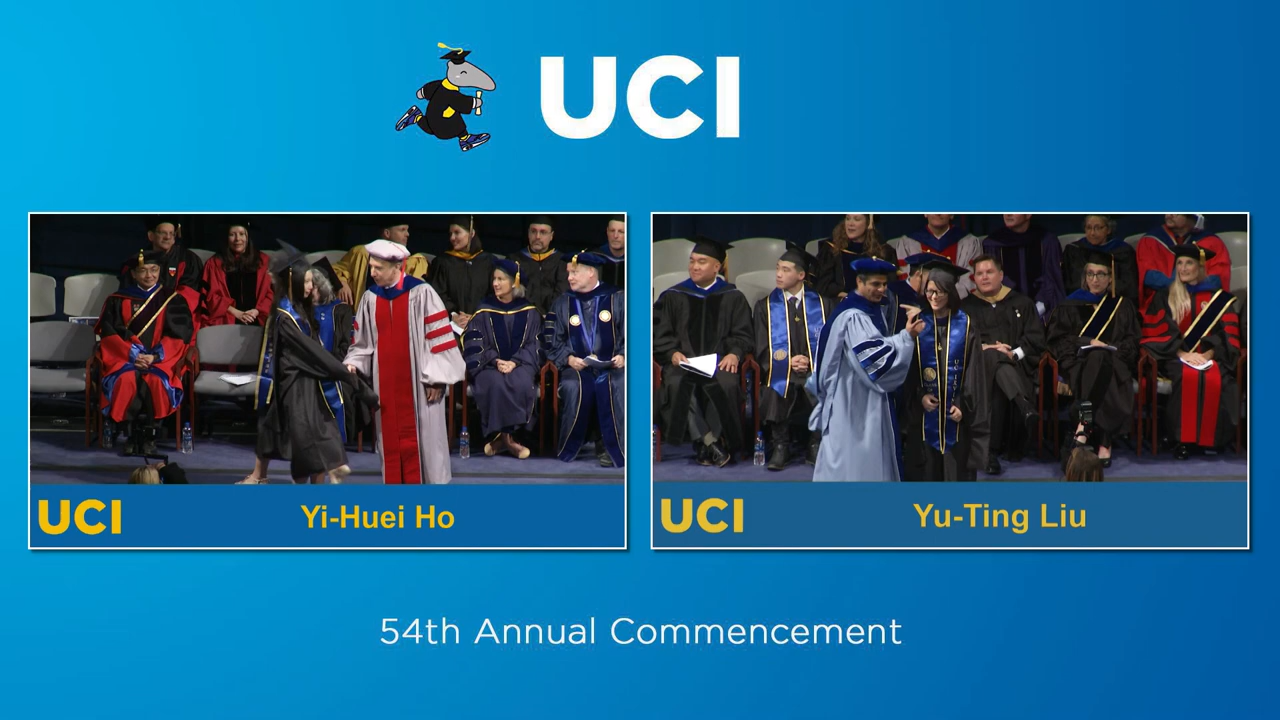 UCI
UCI Yi-Huei Ho
UCI Yu-Ting Liu
54th Annual Commencement